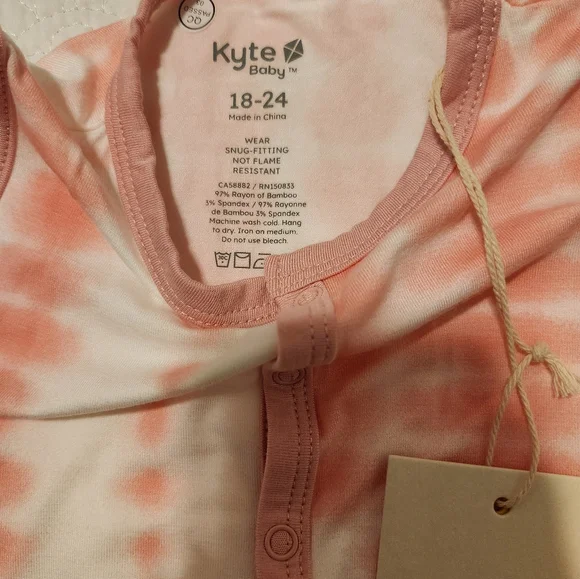 QC
PASSED
Kyte
Baby™
18-24
Made in China
WEAR
SNUG-FITTING
NOT FLAME
RESISTANT
CA58882 / RN150833
97% Rayon of Bamboo
3% Spandex / 97% Rayonne
de Bambou 3% Spandex
Machine wash cold. Hang
to dry. Iron on medium.
Do not use bleach.